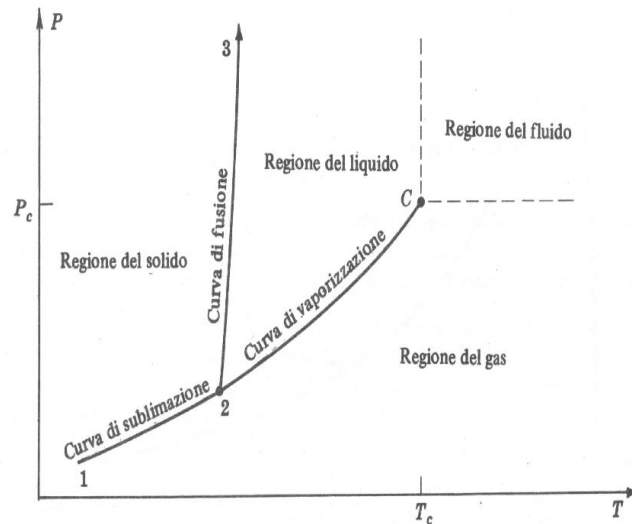 P
3
Regione del fluido
Regione del liquido
Curva di fusione
P_c
C
Regione del solido
Curva di vaporizzazione
Regione del gas
Curva di sublimazione
2
1
T_c
T